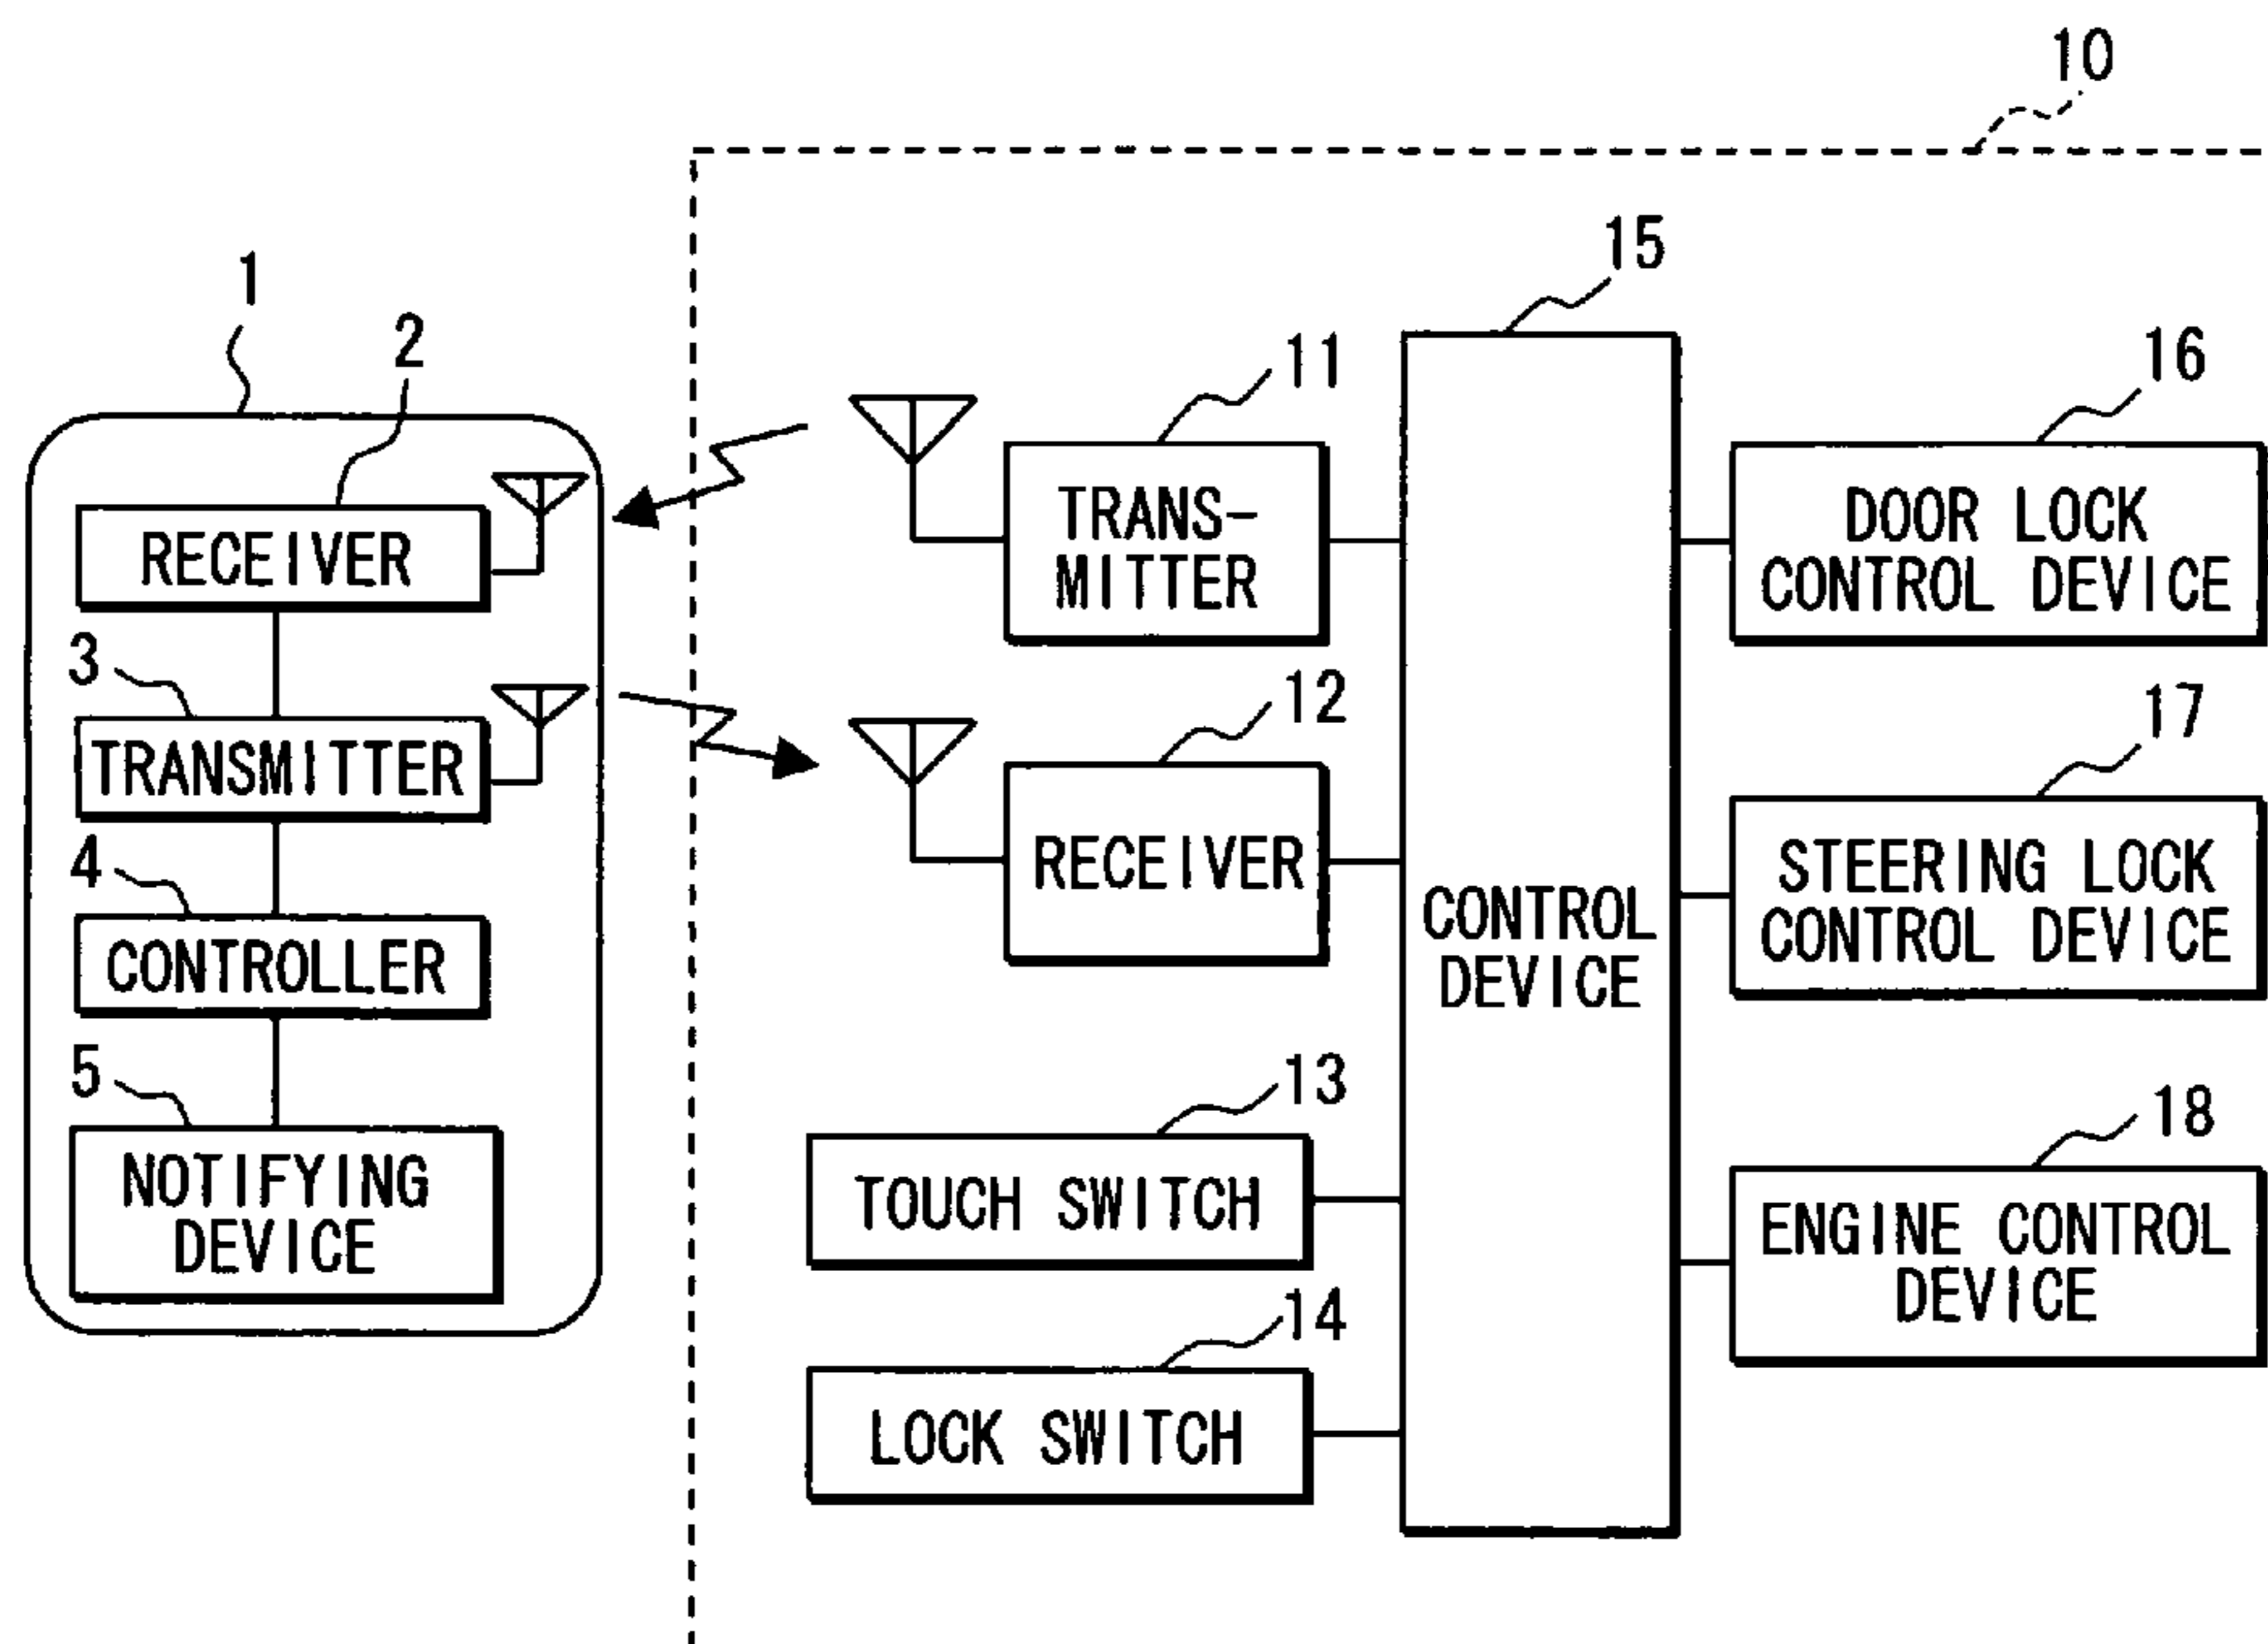 10
15
1
2
11
16
TRANS-
MITTER
DOOR LOCK
CONTROL DEVICE
RECEIVER
3
12
17
TRANSMITTER
RECEIVER
STEERING LOCK
CONTROL DEVICE
4
CONTROL
DEVICE
CONTROLLER
5
13
18
NOTIFYING
DEVICE
TOUCH SWITCH
ENGINE CONTROL
DEVICE
14
LOCK SWITCH